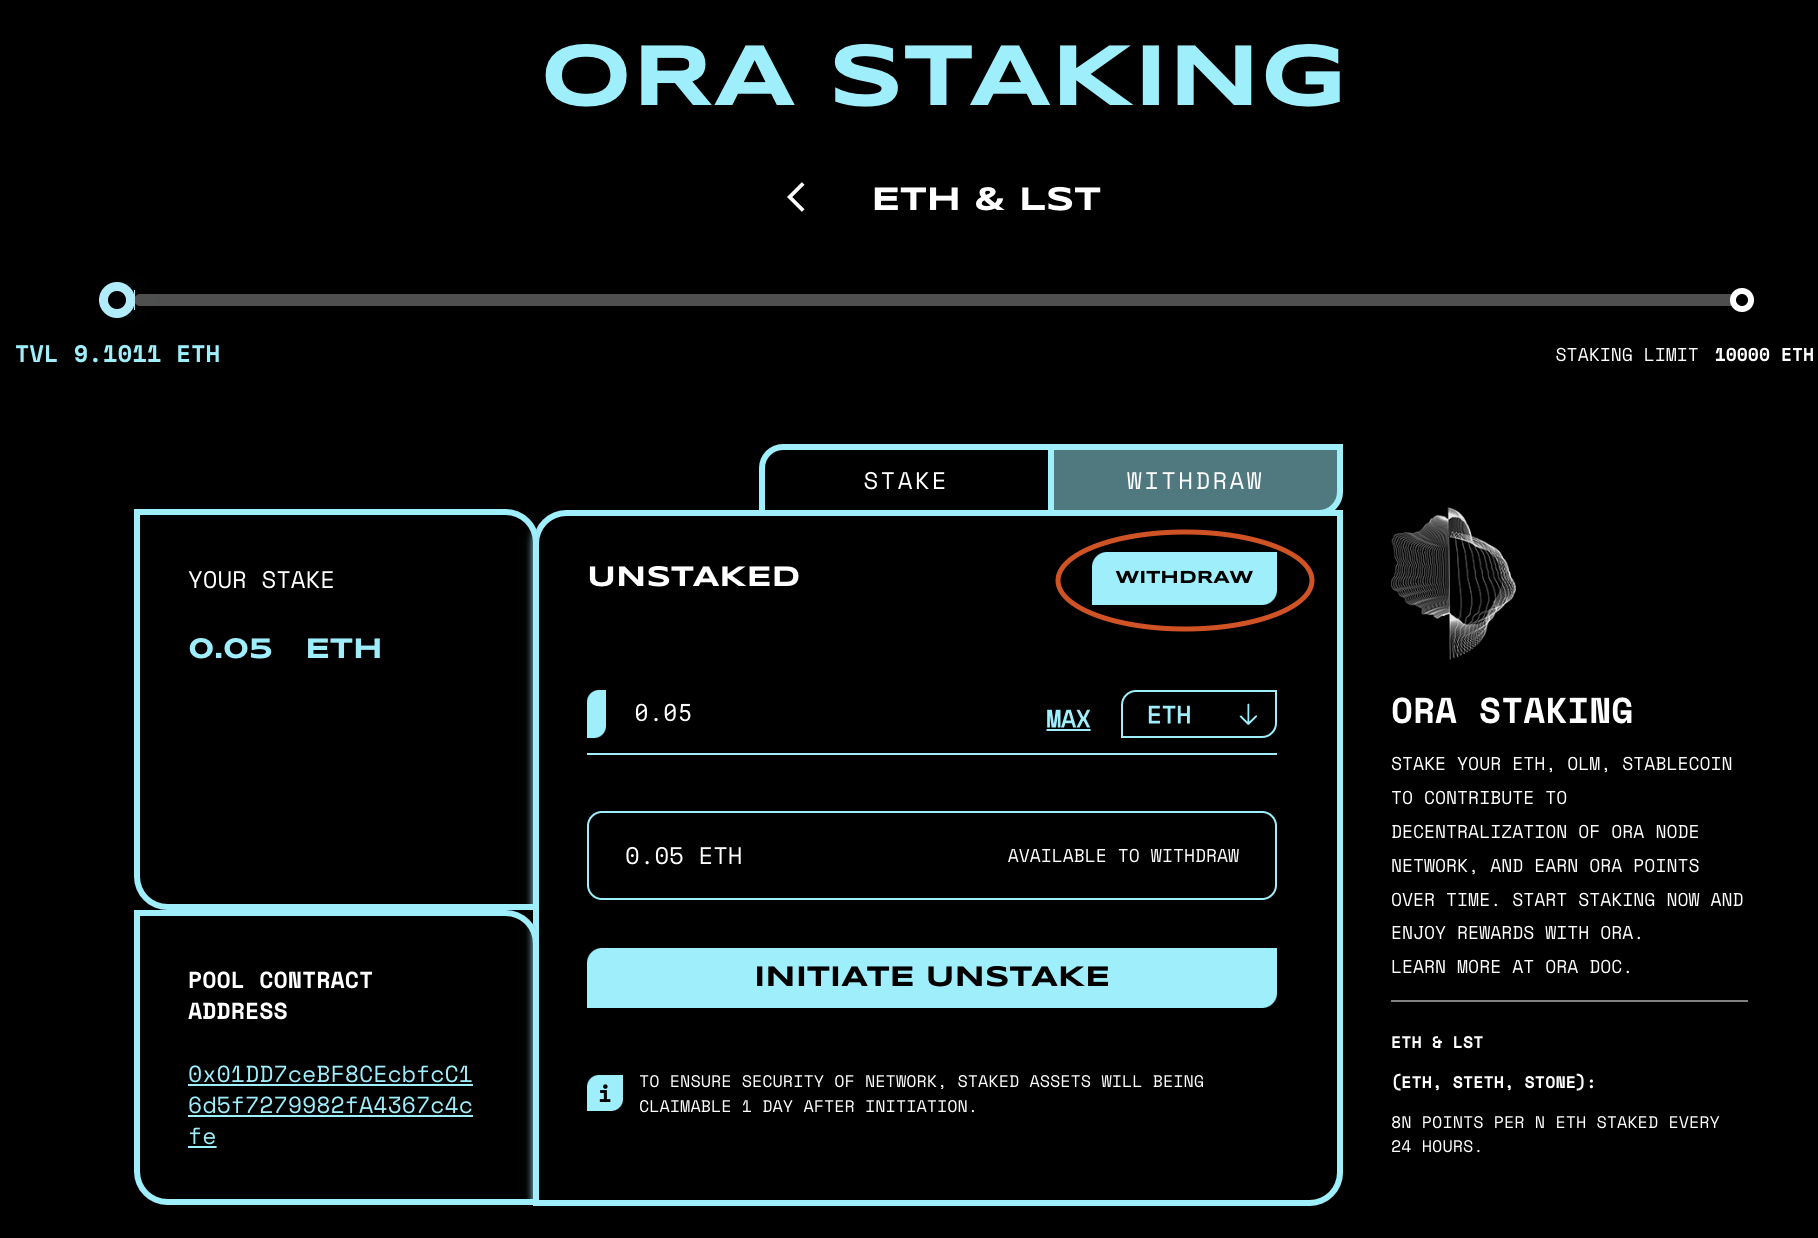 ORA STAKING
ETH & LST
TVL 9.1011 ETH
STAKING LIMIT 10000 ETH
STAKE
WITHDRAW
YOUR STAKE
0.05 ETH
POOL CONTRACT
ADDRESS
0x01DD7ceBF8CEcbfcC1
6d5f7279982fA4367c4c
fe
UNSTAKED
WITHDRAW
0.05
MAX
ETH
0.05 ETH
AVAILABLE TO WITHDRAW
INITIATE UNSTAKE
i
TO ENSURE SECURITY OF NETWORK, STAKED ASSETS WILL BEING
CLAIMABLE 1 DAY AFTER INITIATION.
ORA STAKING
STAKE YOUR ETH, OLM, STABLECOIN
TO CONTRIBUTE TO
DECENTRALIZATION OF ORA NODE
NETWORK, AND EARN ORA POINTS
OVER TIME. START STAKING NOW AND
ENJOY REWARDS WITH ORA.
LEARN MORE AT ORA DOC.
ETH & LST
(ETH, STETH, STONE):
8N POINTS PER N ETH STAKED EVERY
24 HOURS.